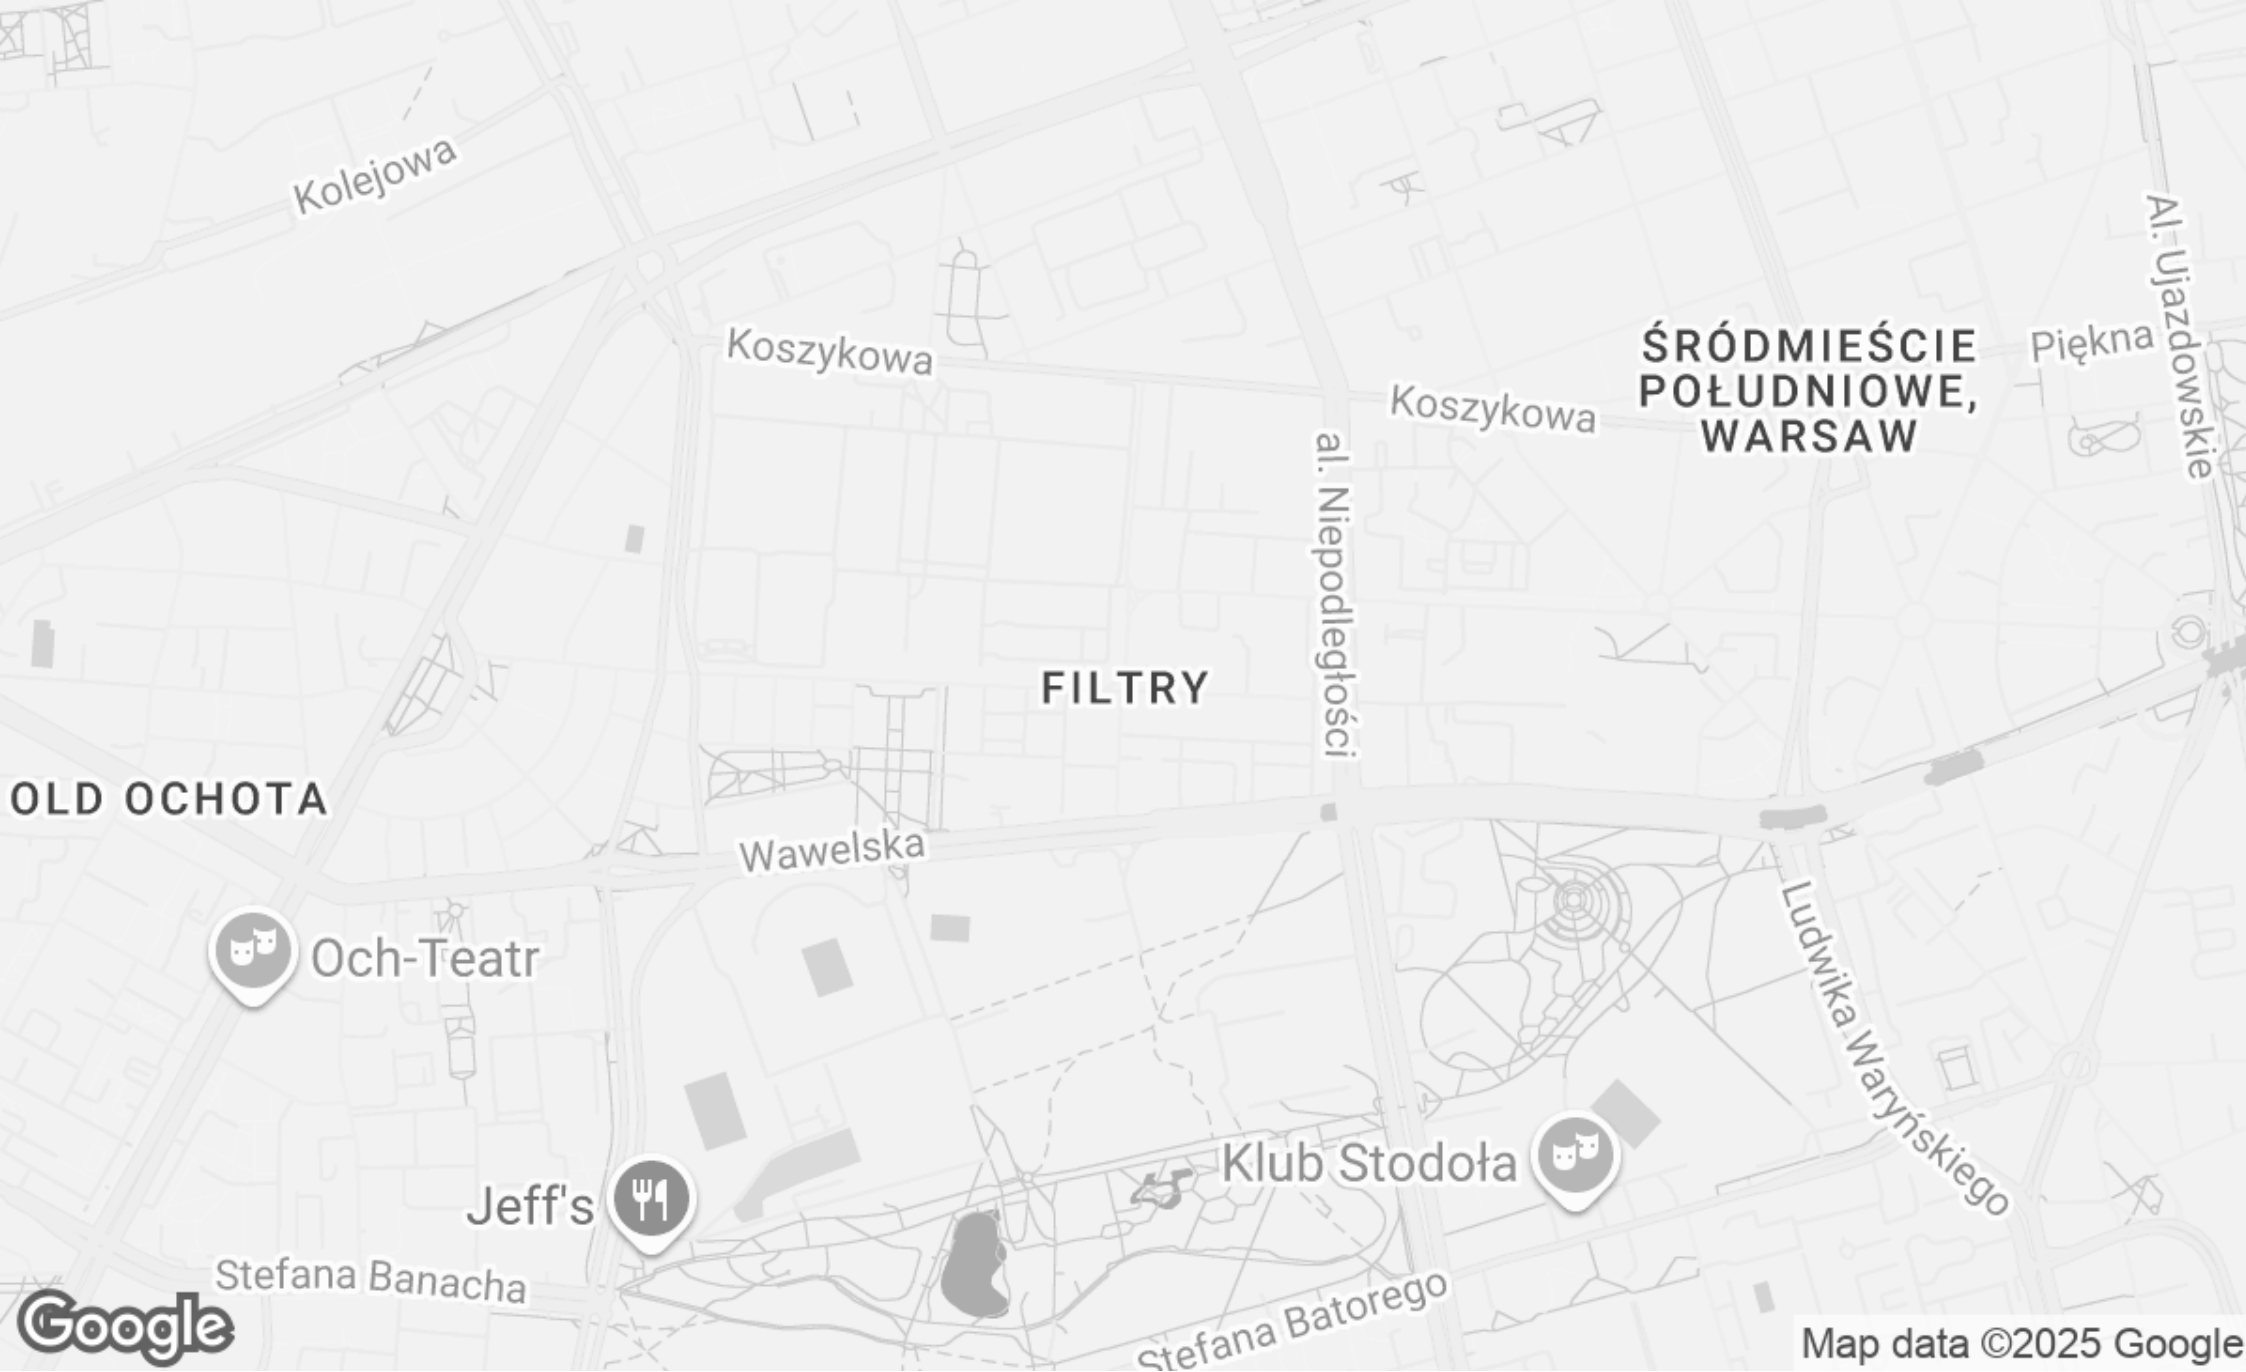 Kolejowa
Al. Ujazdowskie
Koszykowa
ŚRÓDMIEŚCIE
POŁUDNIOWE,
WARSAW
Piękna
Koszykowa
al. Niepodległości
FILTRY
OLD OCHOTA
Wawelska
Ludwika Waryńskiego
Och-Teatr
Klub Stodoła
Jeff's
Stefana Banacha
Stefana Batorego
Google
Map data ©2025 Google